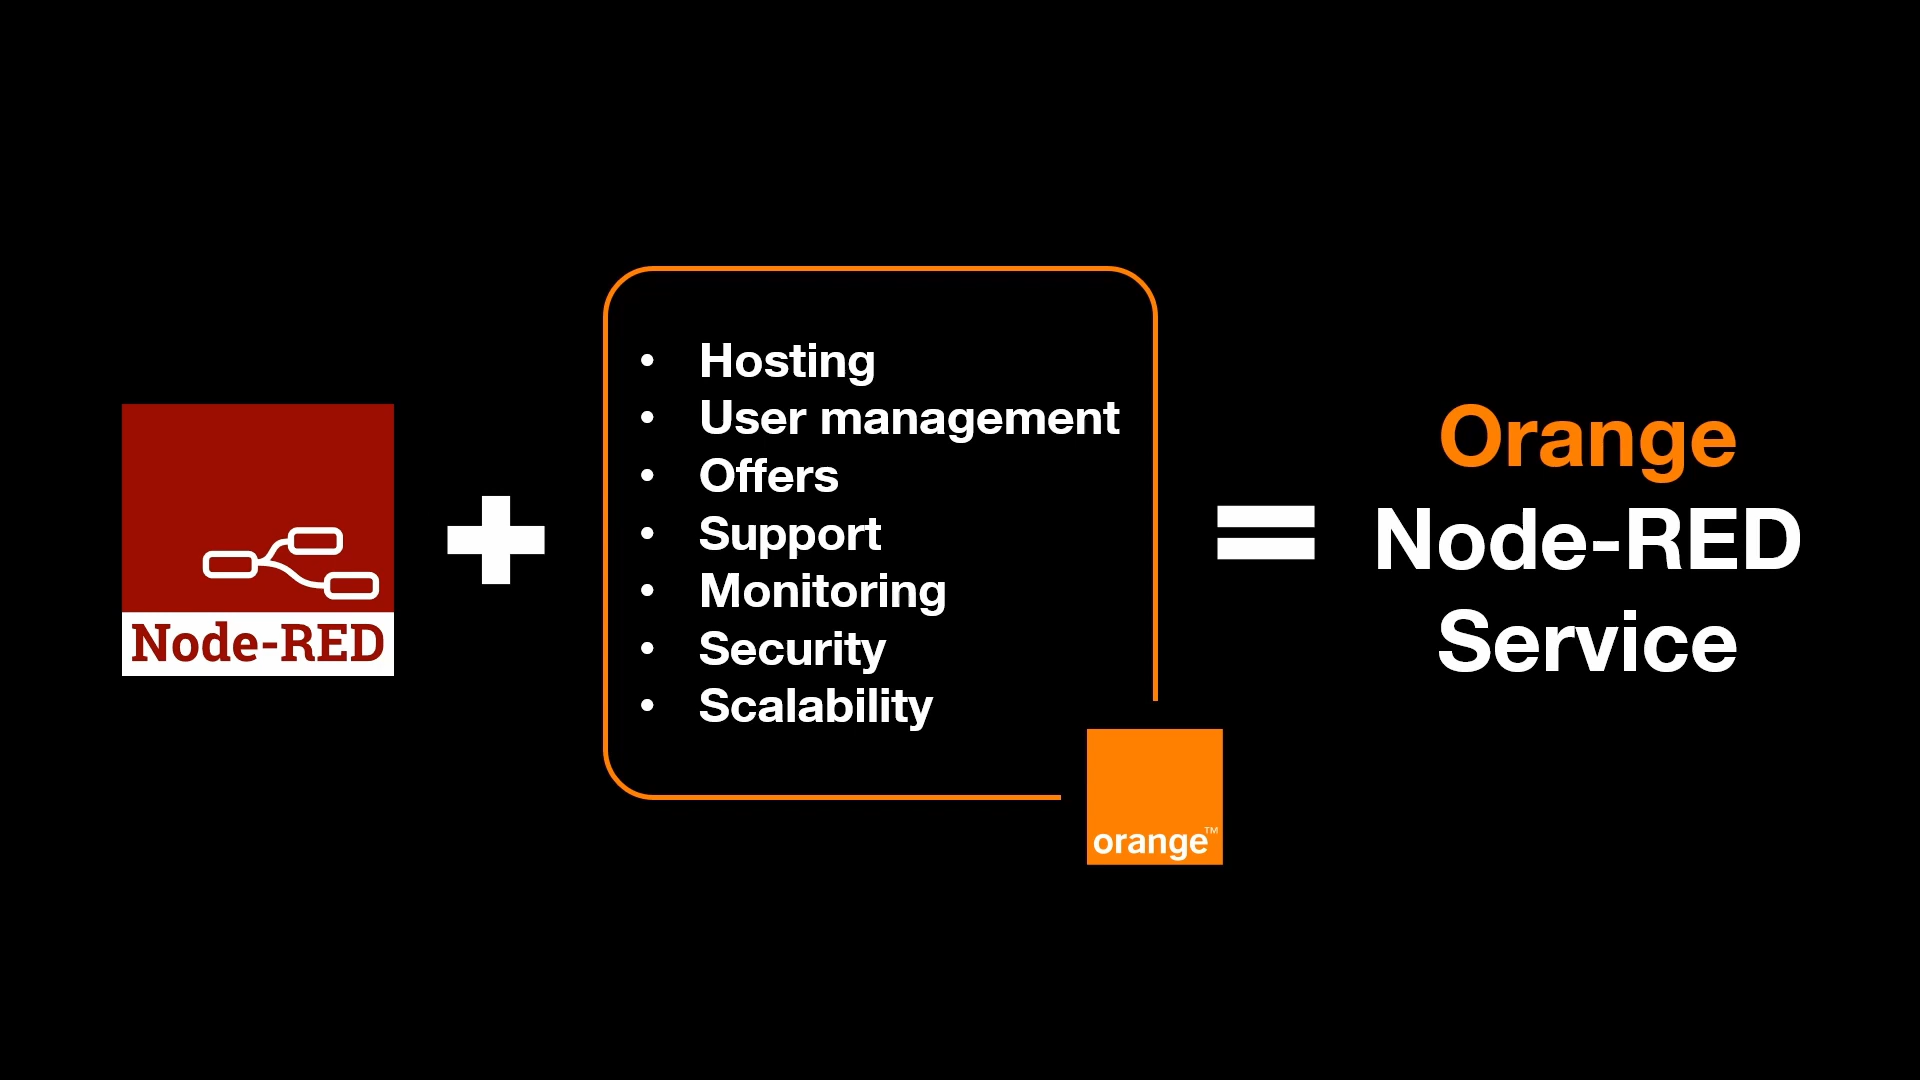 Node-RED
• Hosting
• User management
• Offers
• Support
• Monitoring
• Security
• Scalability
orange™
Orange
Node-RED
Service